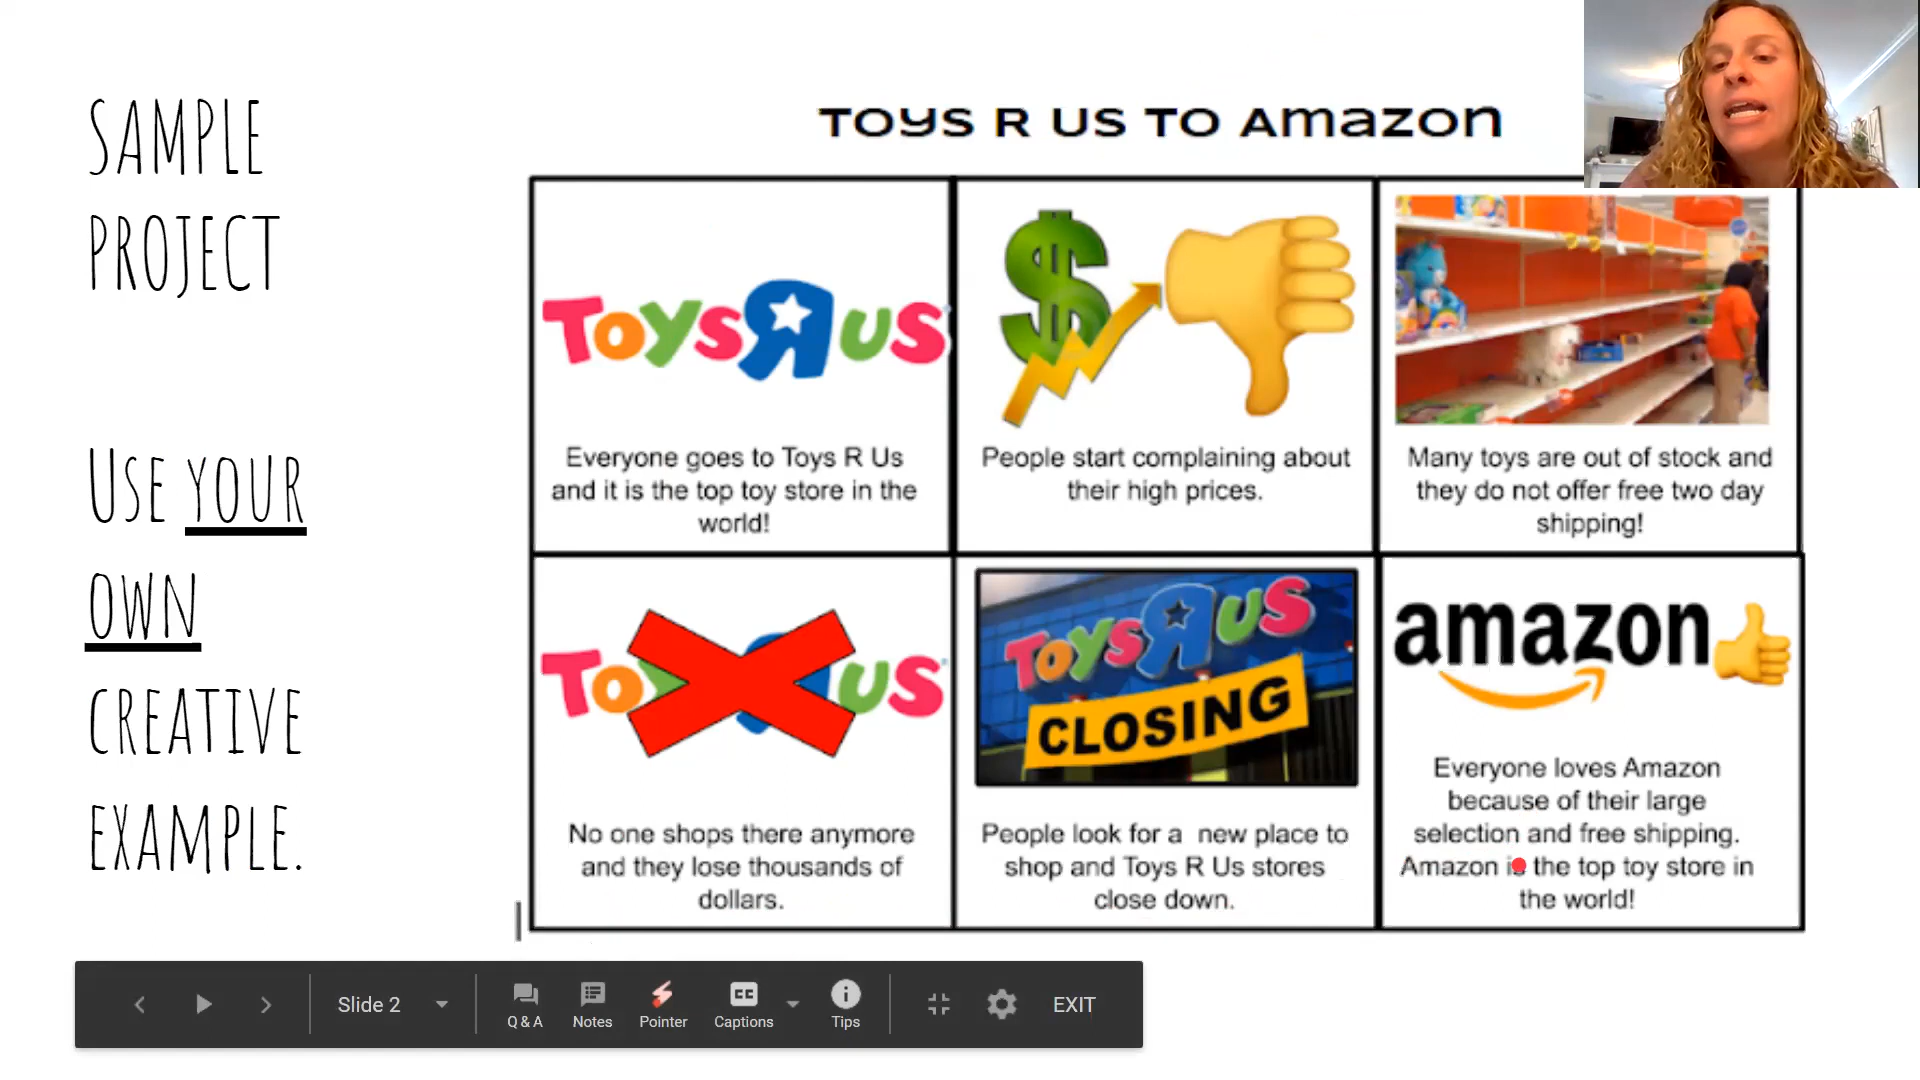 SAMPLE
PROJECT
USE YOUR
OWN
CREATIVE
EXAMPLE.
TOYS R US TO Amazon
ToysRus
Everyone goes to Toys R Us
and it is the top toy store in the
world!
People start complaining about
their high prices.
Many toys are out of stock and
they do not offer free two day
shipping!
To us
No one shops there anymore
and they lose thousands of
dollars.
ToysRus
CLOSING
People look for a new place to
shop and Toys R Us stores
close down.
amazon
Everyone loves Amazon
because of their large
selection and free shipping.
Amazon is the top toy store in
the world!
Slide 2
Q & A
Notes
Pointer
CC
Captions
Tips
EXIT